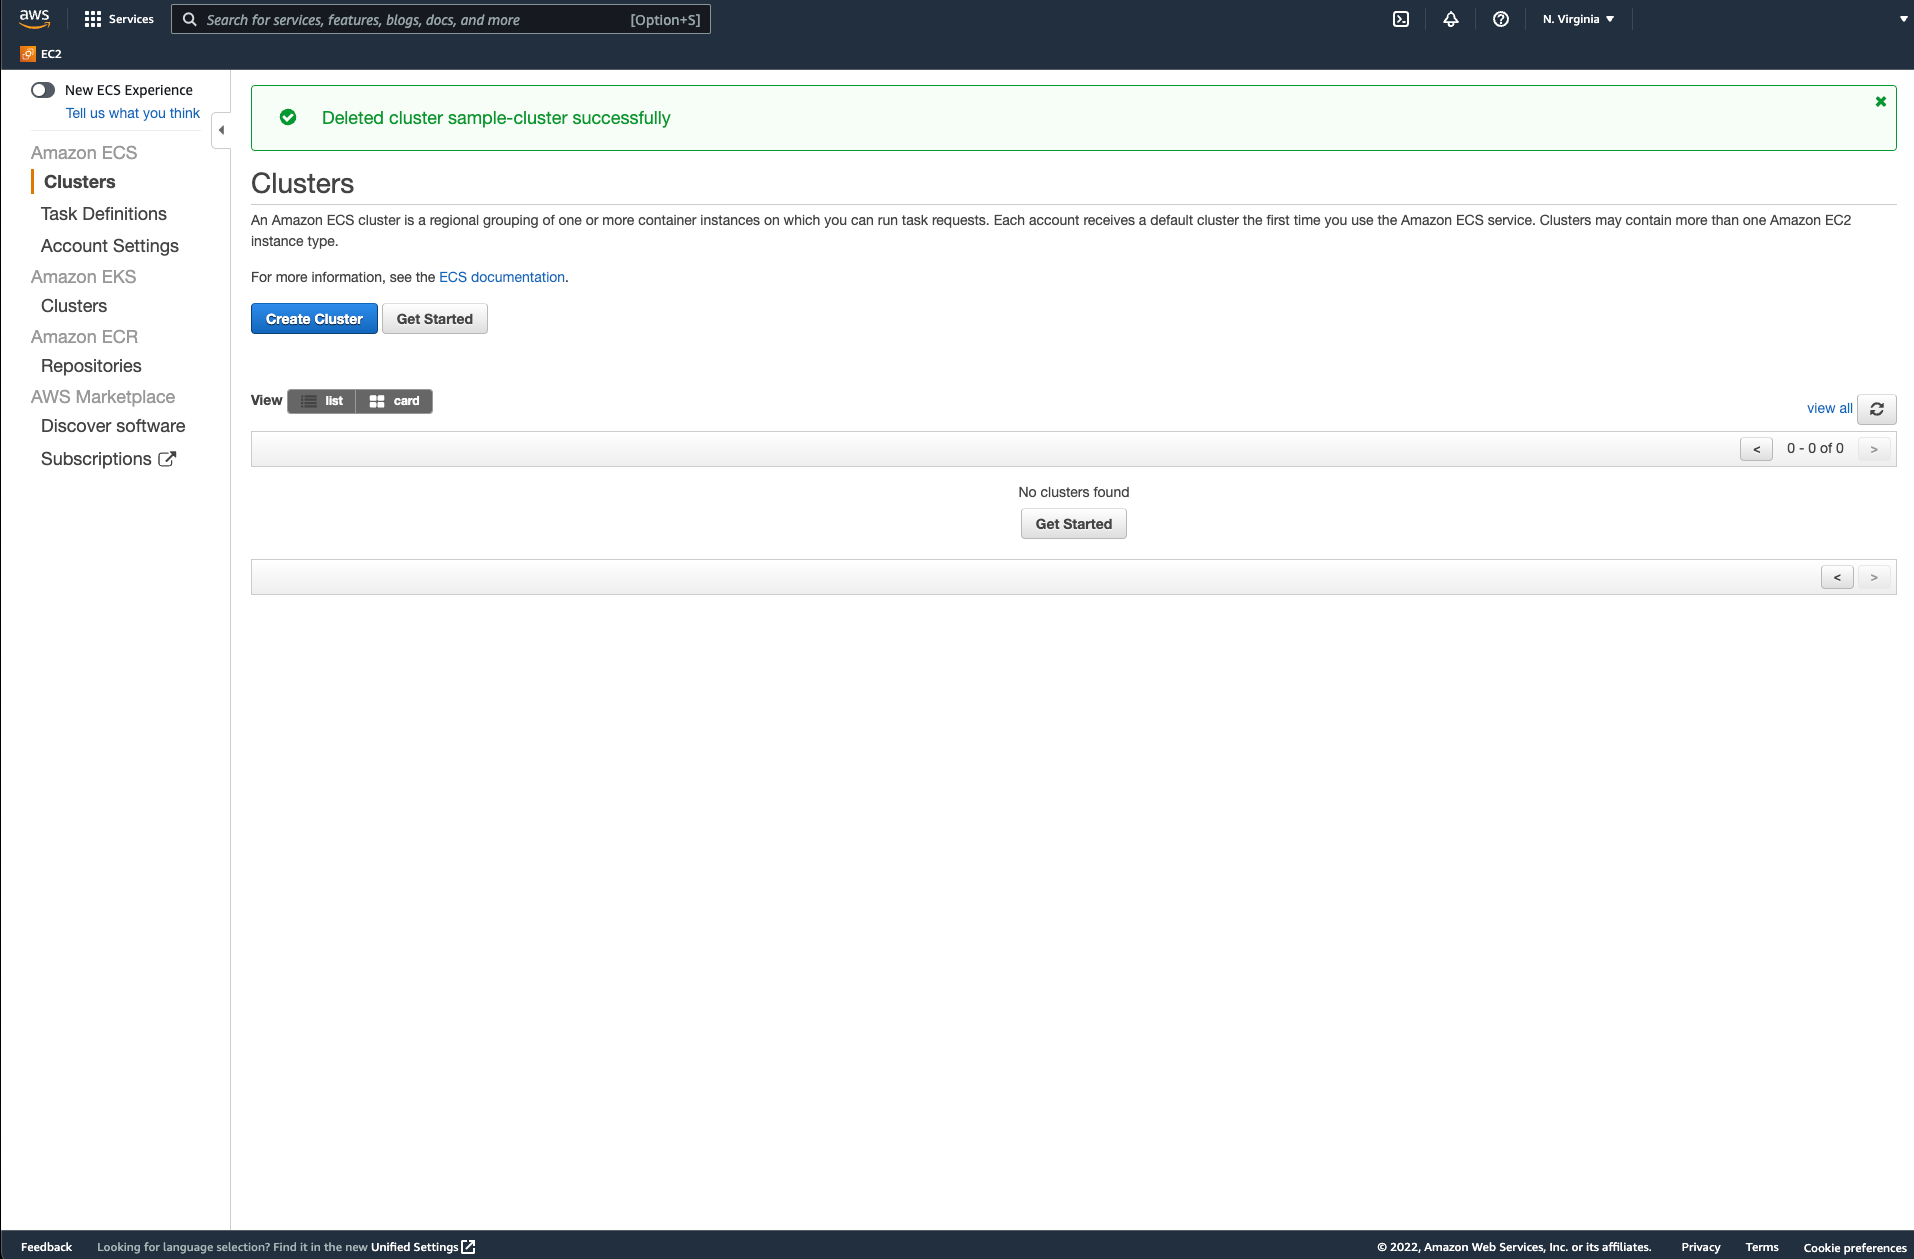 aws
Services
Search for services, features, blogs, docs, and more
[Option+S]
N. Virginia
EC2
New ECS Experience
Tell us what you think
Amazon ECS
Clusters
Task Definitions
Account Settings
Amazon EKS
Clusters
Amazon ECR
Repositories
AWS Marketplace
Discover software
Subscriptions
Deleted cluster sample-cluster successfully
Clusters
An Amazon ECS cluster is a regional grouping of one or more container instances on which you can run task requests. Each account receives a default cluster the first time you use the Amazon ECS service. Clusters may contain more than one Amazon EC2
instance type.
For more information, see the ECS documentation.
Create Cluster
Get Started
View
list
card
view all
<
0 - 0 of 0
>
No clusters found
Get Started
<
>
Feedback
Looking for language selection? Find it in the new Unified Settings
© 2022, Amazon Web Services, Inc. or its affiliates.
Privacy
Terms
Cookie preferences